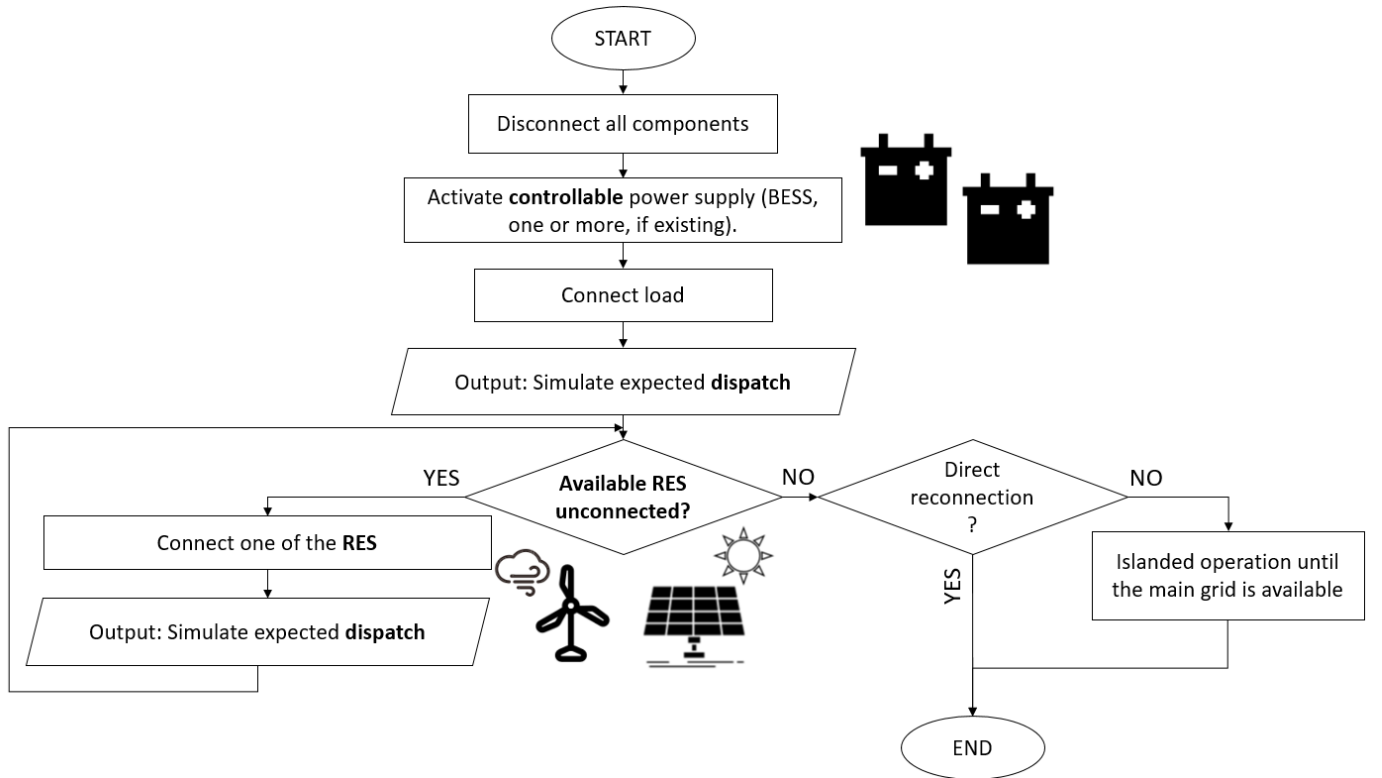 START
Disconnect all components
Activate controllable power supply (BESS,
one or more, if existing).
Connect load
Output: Simulate expected dispatch
YES
Available RES
unconnected?
NO
Direct
reconnection
?
NO
Connect one of the RES
Islanded operation until
the main grid is available
YES
Output: Simulate expected dispatch
END